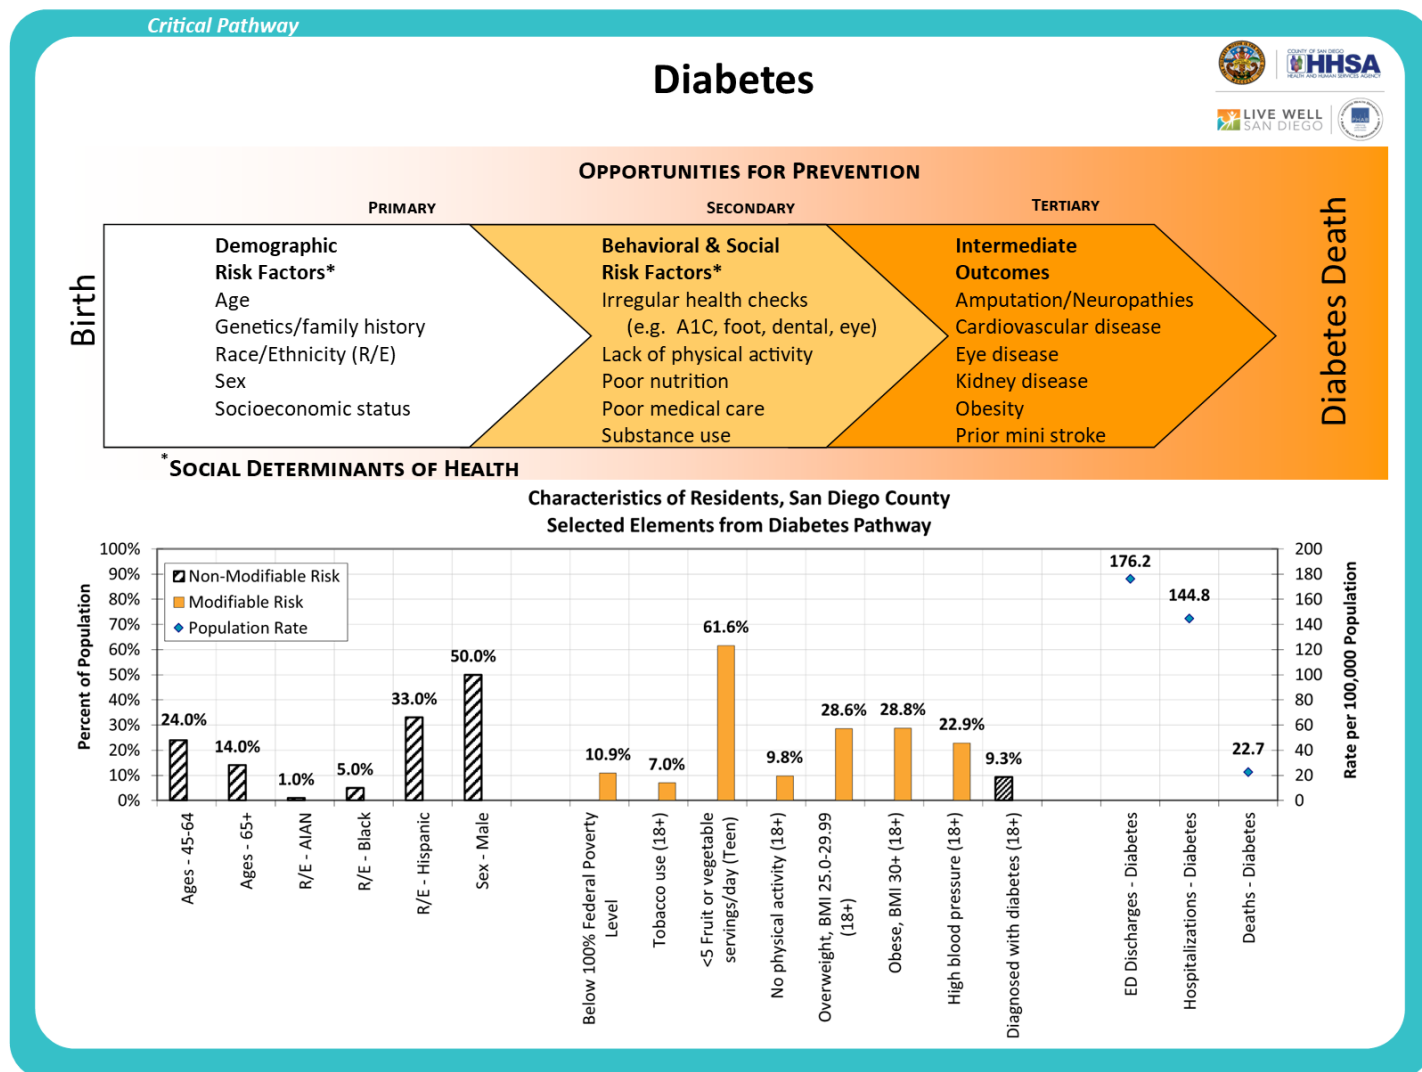 Critical Pathway
Diabetes
COUNTY OF SAN DIEGO
HHSA
HEALTH AND HUMAN SERVICES AGENCY
LIVE WELL
SAN DIEGO
OPPORTUNITIES FOR PREVENTION
PRIMARY
SECONDARY
TERTIARY
Birth
Demographic
Risk Factors*
Age
Genetics/family history
Race/Ethnicity (R/E)
Sex
Socioeconomic status
Behavioral & Social
Risk Factors*
Irregular health checks
(e.g. A1C, foot, dental, eye)
Lack of physical activity
Poor nutrition
Poor medical care
Substance use
Intermediate
Outcomes
Amputation/Neuropathies
Cardiovascular disease
Eye disease
Kidney disease
Obesity
Prior mini stroke
Diabetes Death
*SOCIAL DETERMINANTS OF HEALTH
Characteristics of Residents, San Diego County
Selected Elements from Diabetes Pathway
Percent of Population
100%
90%
80%
70%
60%
50%
40%
30%
20%
10%
0%
Non-Modifiable Risk
Modifiable Risk
Population Rate
24.0%
14.0%
1.0%
5.0%
33.0%
50.0%
10.9%
7.0%
61.6%
9.8%
28.6%
28.8%
22.9%
9.3%
176.2
144.8
22.7
200
180
160
140
120
100
80
60
40
20
0
Rate per 100,000 Population
Ages - 45-64
Ages - 65+
R/E - AIAN
R/E - Black
R/E - Hispanic
Sex - Male
Below 100% Federal Poverty
Level
Tobacco use (18+)
<5 Fruit or vegetable
servings/day (Teen)
No physical activity (18+)
Overweight, BMI 25.0-29.99
(18+)
Obese, BMI 30+ (18+)
High blood pressure (18+)
Diagnosed with diabetes (18+)
ED Discharges - Diabetes
Hospitalizations - Diabetes
Deaths - Diabetes